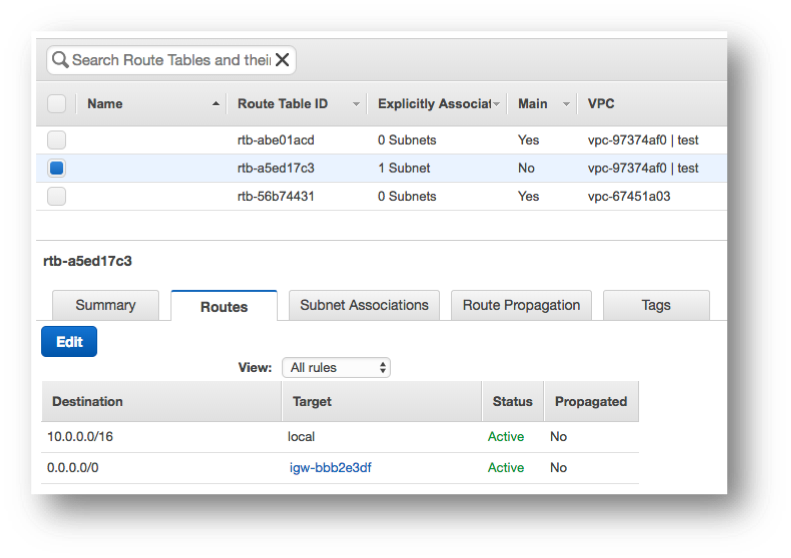 Search Route Tables and thei
Name Route Table ID Explicitly Associat Main VPC
rtb-abe01acd 0 Subnets Yes vpc-97374af0 | test
rtb-a5ed17c3 1 Subnet No vpc-97374af0 | test
rtb-56b74431 0 Subnets Yes vpc-67451a03
rtb-a5ed17c3
Summary Routes Subnet Associations Route Propagation Tags
Edit
View: All rules
Destination Target Status Propagated
10.0.0.0/16 local Active No
0.0.0.0/0 igw-bbb2e3df Active No